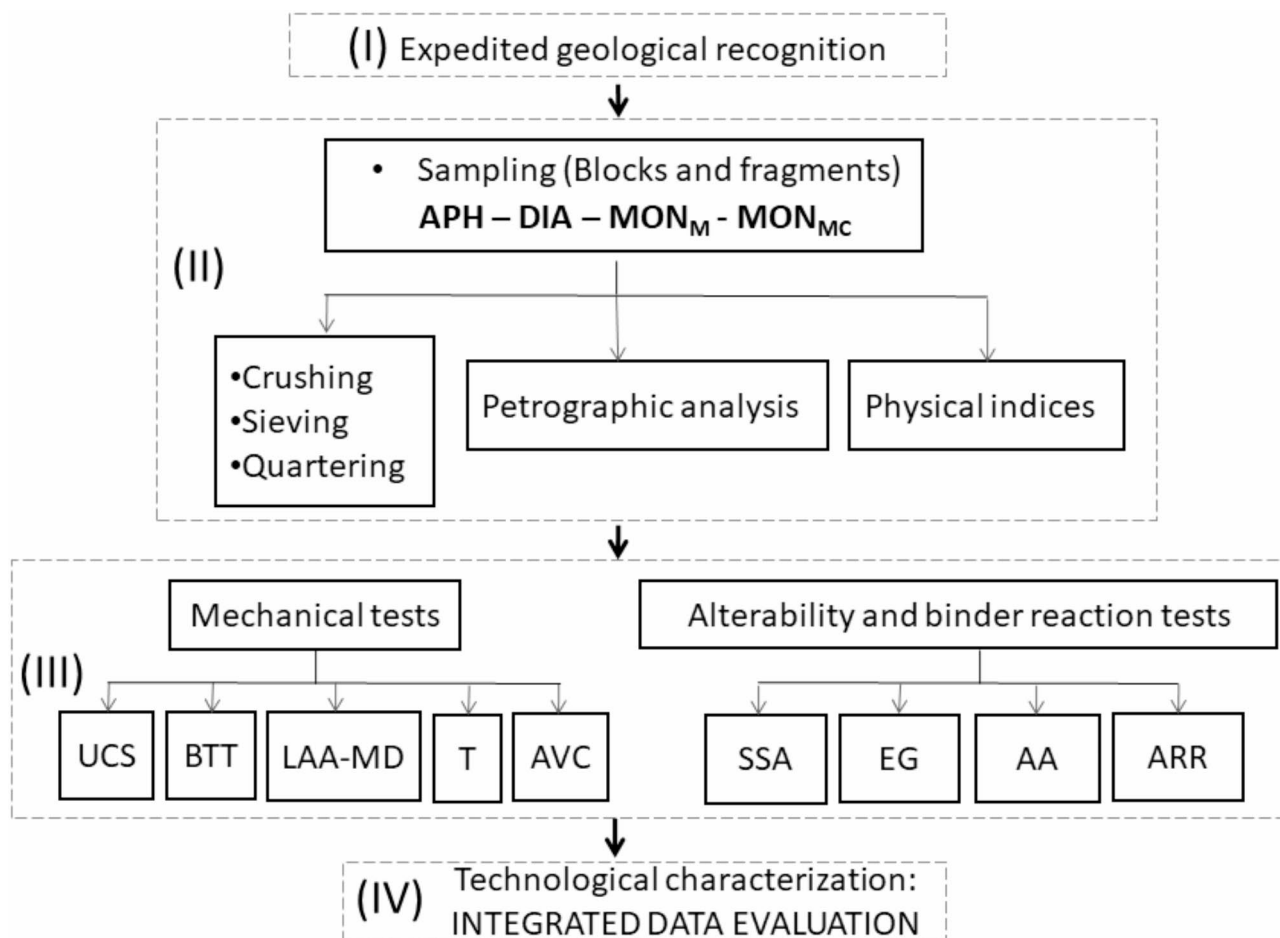 (I) Expedited geological recognition
• Sampling (Blocks and fragments)
APH – DIA – MONM - MONMC
(II)
•Crushing
•Sieving
•Quartering
Petrographic analysis
Physical indices
Mechanical tests
Alterability and binder reaction tests
(III)
UCS
BTT
LAA-MD
T
AVC
SSA
EG
AA
ARR
(IV) Technological characterization:
INTEGRATED DATA EVALUATION